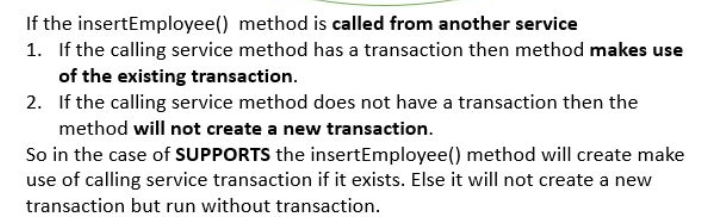 If the insertEmployee()  method is called from another service
1. If the calling service method has a transaction then method makes use
of the existing transaction.
2. If the calling service method does not have a transaction then the
method will not create a new transaction.
So in the case of SUPPORTS the insertEmployee() method will create make
use of calling service transaction if it exists. Else it will not create a new
transaction but run without transaction.